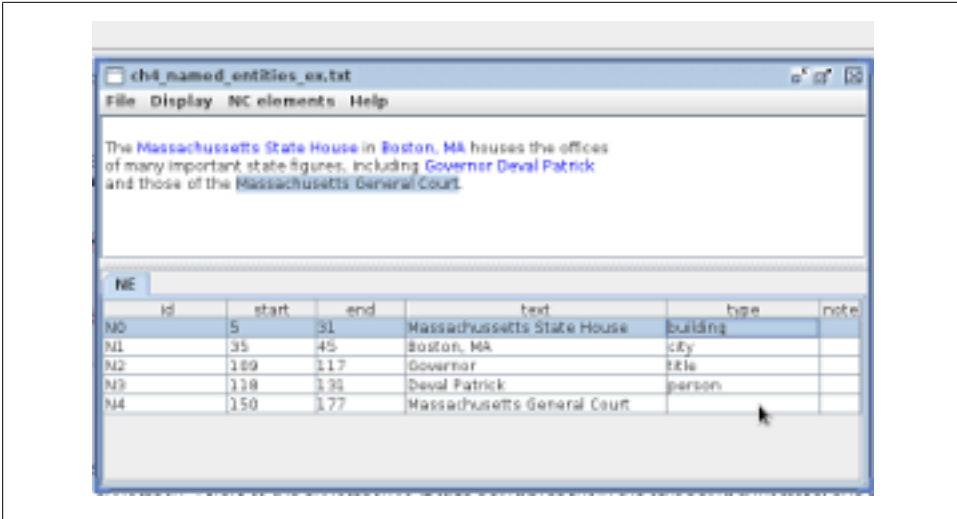 ch4_named_entities_ex.txt
File Display NC elements Help
The Massachussetts State House in Boston, MA houses the offices
of many important state figures, including Governor Deval Patrick
and those of the Massachusetts General Court.
NE
id start end text type note
N0 5 31 Massachussetts State House building
N1 35 45 Boston, MA city
N2 109 117 Governor title
N3 118 131 Deval Patrick person
N4 150 177 Massachusetts General Court